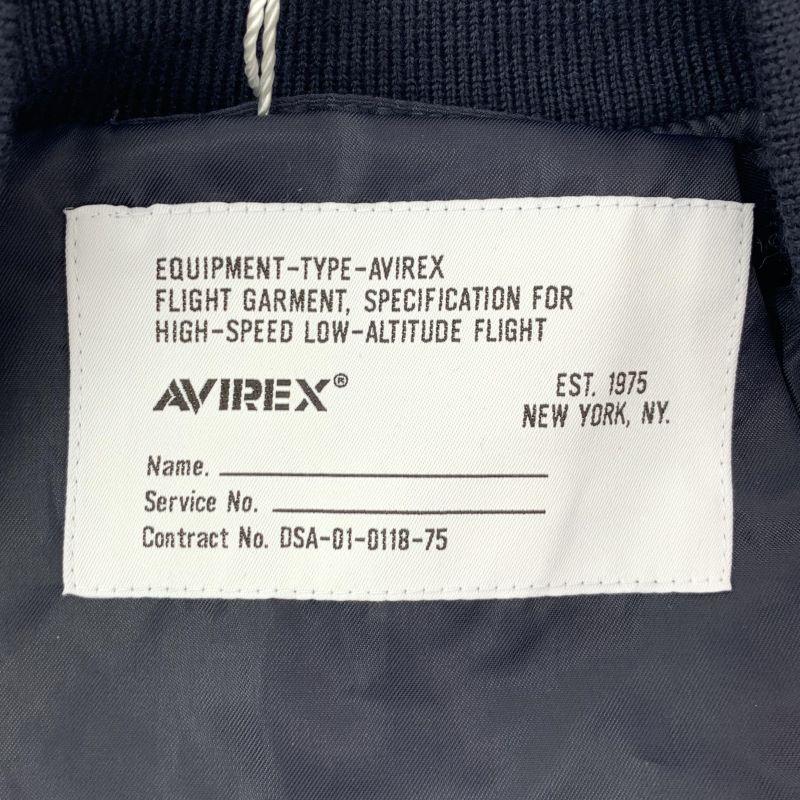 EQUIPMENT-TYPE-AVIREX
FLIGHT GARMENT, SPECIFICATION FOR
HIGH-SPEED LOW-ALTITUDE FLIGHT
AVIREX®
EST. 1975
NEW YORK, NY.
Name.
Service No.
Contract No. DSA-01-0118-75